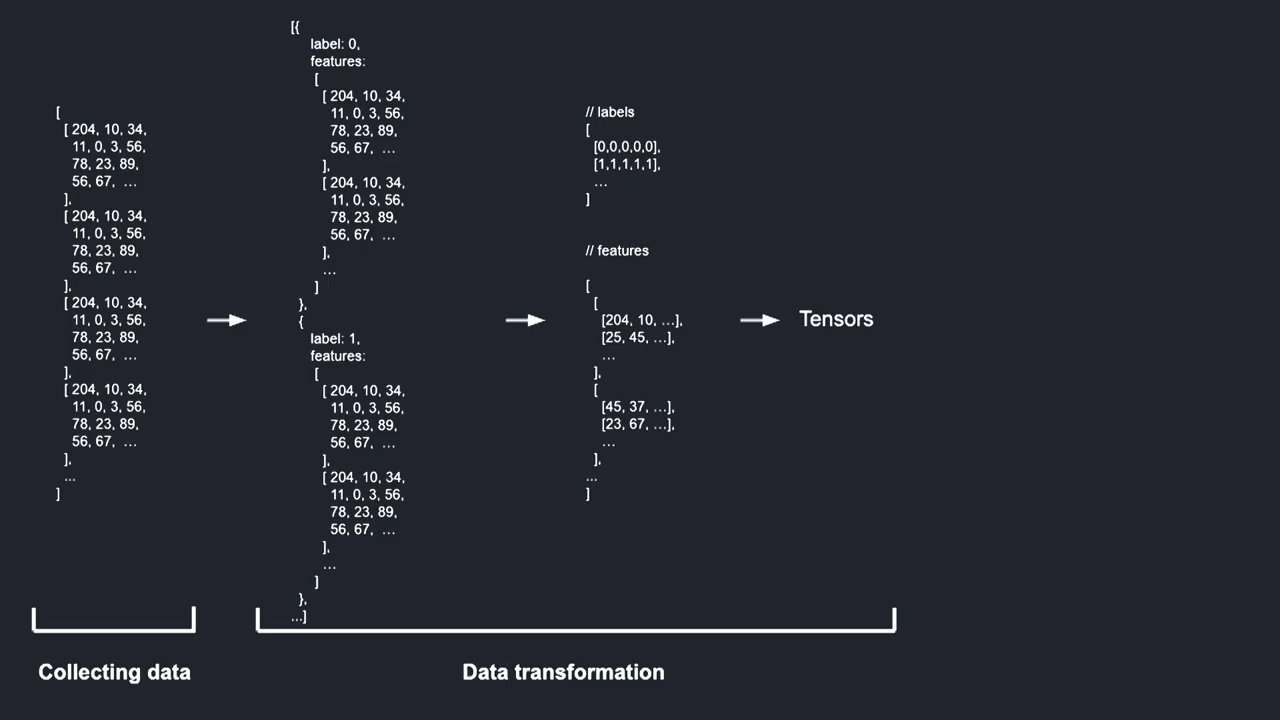 [
[ 204, 10, 34,
11, 0, 3, 56,
78, 23, 89,
56, 67, …
],
[ 204, 10, 34,
11, 0, 3, 56,
78, 23, 89,
56, 67, …
],
[ 204, 10, 34,
11, 0, 3, 56,
78, 23, 89,
56, 67, …
],
[ 204, 10, 34,
11, 0, 3, 56,
78, 23, 89,
56, 67, …
],
...
]
[{
label: 0,
features:
[
[ 204, 10, 34,
11, 0, 3, 56,
78, 23, 89,
56, 67, …
],
[ 204, 10, 34,
11, 0, 3, 56,
78, 23, 89,
56, 67, …
],
…
]
},
{
label: 1,
features:
[
[ 204, 10, 34,
11, 0, 3, 56,
78, 23, 89,
56, 67, …
],
[ 204, 10, 34,
11, 0, 3, 56,
78, 23, 89,
56, 67, …
],
…
]
},
...]
// labels
[
[0,0,0,0,0],
[1,1,1,1,1],
…
]
// features
[
[
[204, 10, …],
[25, 45, …],
…
],
[
[45, 37, …],
[23, 67, …],
…
],
...
]
Tensors
Collecting data
Data transformation